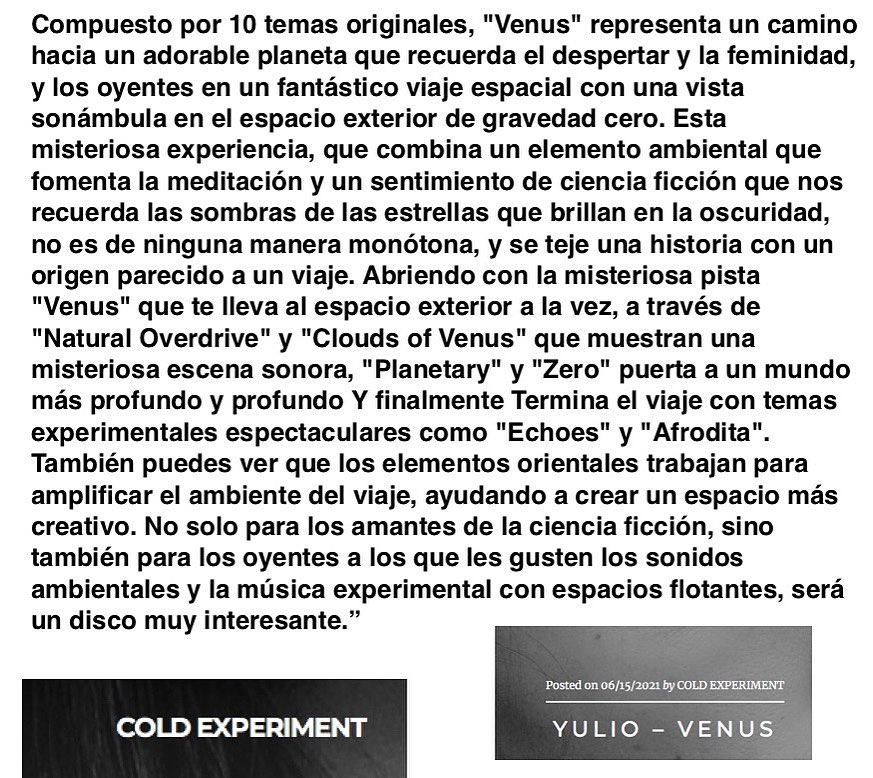 Compuesto por 10 temas originales, "Venus" representa un camino
hacia un adorable planeta que recuerda el despertar y la feminidad,
y los oyentes en un fantástico viaje espacial con una vista
sonámbula en el espacio exterior de gravedad cero. Esta
misteriosa experiencia, que combina un elemento ambiental que
fomenta la meditación y un sentimiento de ciencia ficción que nos
recuerda las sombras de las estrellas que brillan en la oscuridad,
no es de ninguna manera monótona, y se teje una historia con un
origen parecido a un viaje. Abriendo con la misteriosa pista
"Venus" que te lleva al espacio exterior a la vez, a través de
"Natural Overdrive" y "Clouds of Venus" que muestran una
misteriosa escena sonora, "Planetary" y "Zero" puerta a un mundo
más profundo y profundo Y finalmente Termina el viaje con temas
experimentales espectaculares como "Echoes" y "Afrodita".
También puedes ver que los elementos orientales trabajan para
amplificar el ambiente del viaje, ayudando a crear un espacio más
creativo. No solo para los amantes de la ciencia ficción, sino
también para los oyentes a los que les gusten los sonidos
ambientales y la música experimental con espacios flotantes, será
un disco muy interesante.”
Posted on 06/15/2021 by COLD EXPERIMENT
YULIO – VENUS
COLD EXPERIMENT